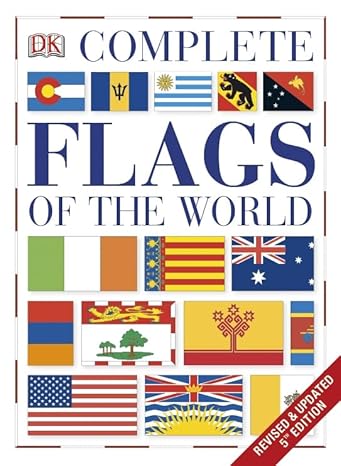 DK COMPLETE
FLAGS
OF THE WORLD
REVISED & UPDATED
5TH EDITION